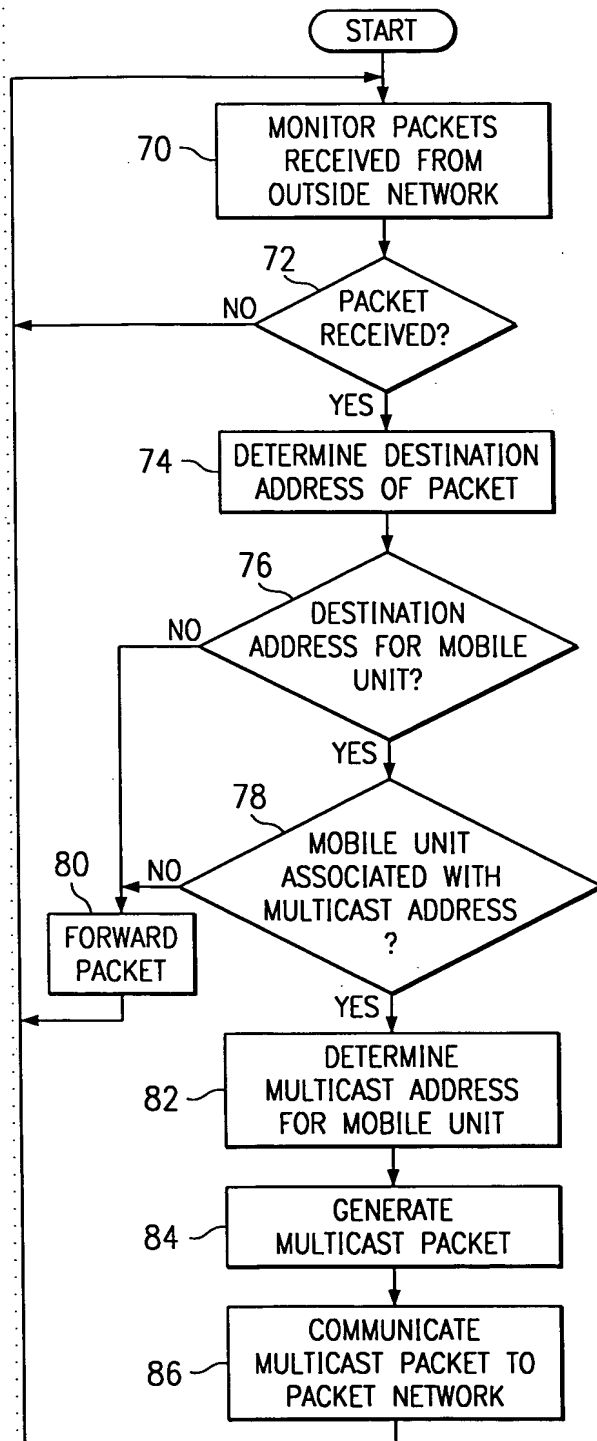 START
70
MONITOR PACKETS
RECEIVED FROM
OUTSIDE NETWORK
72
PACKET
RECEIVED?
NO
YES
74
DETERMINE DESTINATION
ADDRESS OF PACKET
76
DESTINATION
ADDRESS FOR MOBILE
UNIT?
NO
YES
78
MOBILE UNIT
ASSOCIATED WITH
MULTICAST ADDRESS
?
NO
80
FORWARD
PACKET
YES
82
DETERMINE
MULTICAST ADDRESS
FOR MOBILE UNIT
84
GENERATE
MULTICAST PACKET
86
COMMUNICATE
MULTICAST PACKET TO
PACKET NETWORK